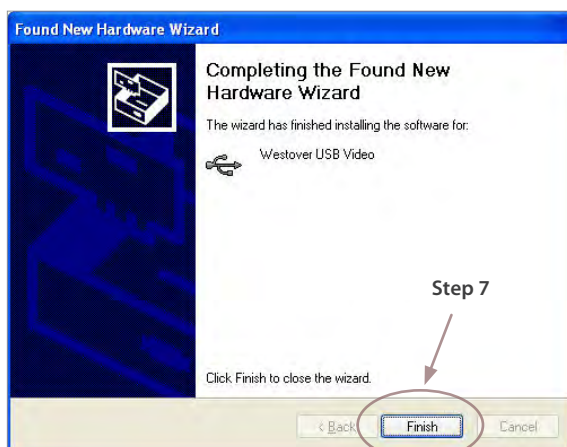 Found New Hardware Wizard
Completing the Found New
Hardware Wizard
The wizard has finished installing the software for:
Westover USB Video
Step 7
Click Finish to close the wizard.
< Back
Finish
Cancel